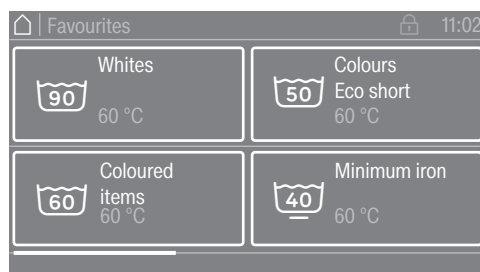 Favourites 11:02
Whites
90
60 °C
Colours
50 Eco short
60 °C
Coloured
60 items
60 °C
Minimum iron
40
60 °C